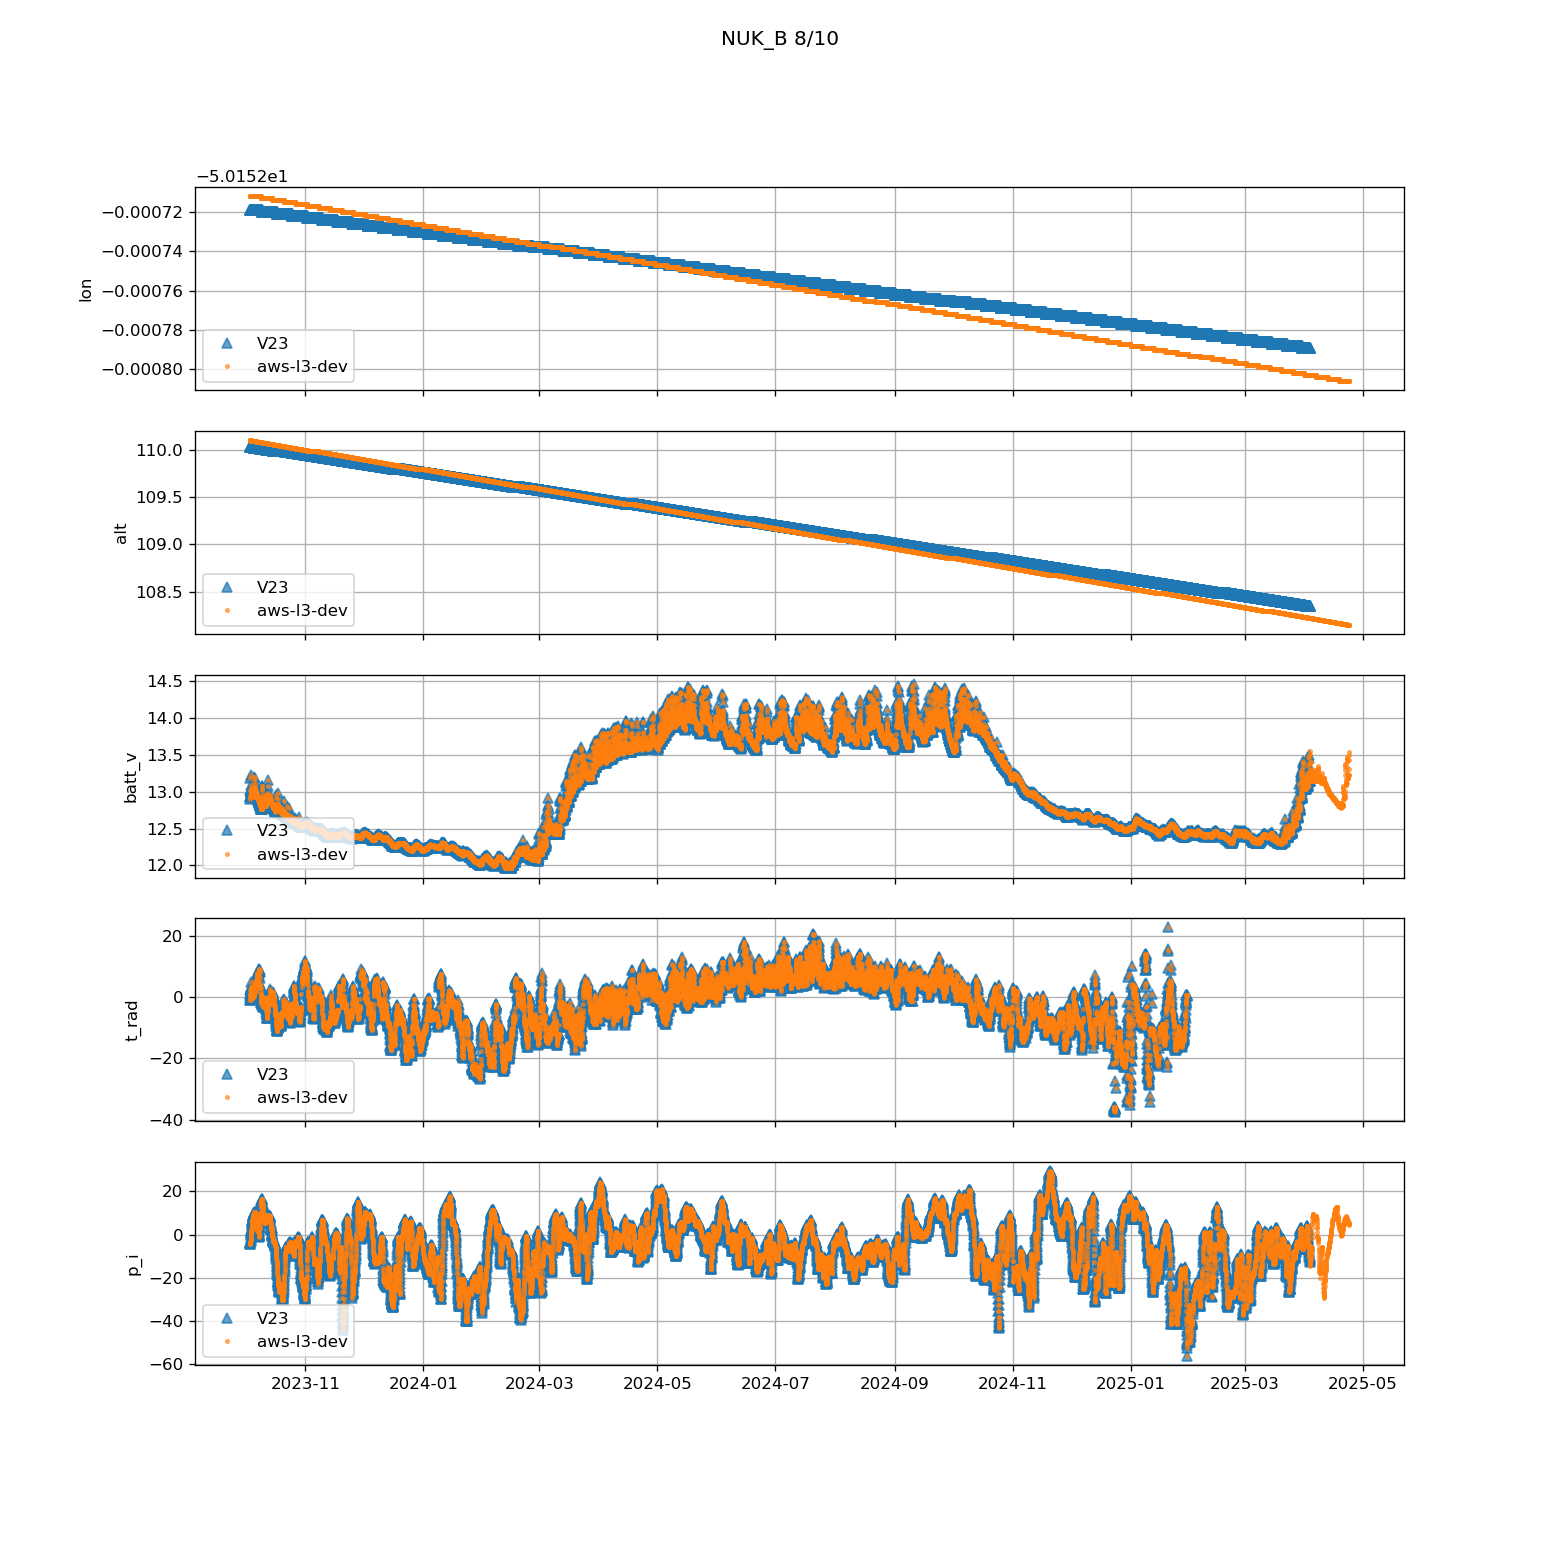 NUK_B 8/10
−5.0152e1
−0.00072
−0.00074
−0.00076
−0.00078
−0.00080
lon
V23
aws-l3-dev
110.0
109.5
109.0
108.5
alt
V23
aws-l3-dev
14.5
14.0
13.5
13.0
12.5
12.0
batt_v
V23
aws-l3-dev
20
0
−20
−40
t_rad
V23
aws-l3-dev
20
0
−20
−40
−60
p_i
V23
aws-l3-dev
2023-11 2024-01 2024-03 2024-05 2024-07 2024-09 2024-11 2025-01 2025-03 2025-05